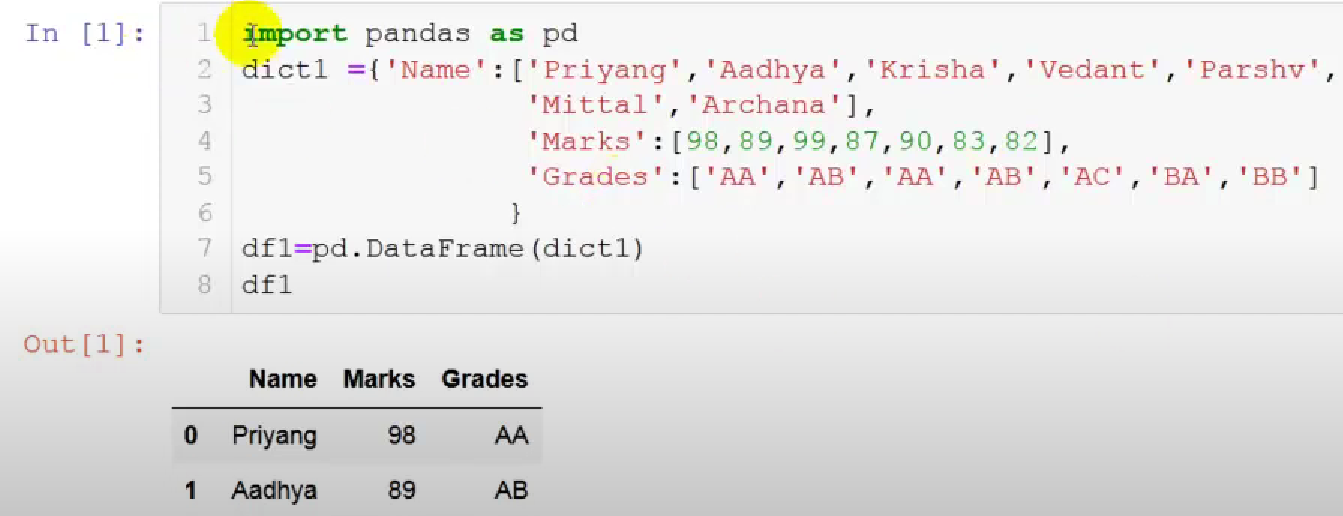 In [1]:
1 import pandas as pd
2 dict1 ={'Name':['Priyang','Aadhya','Krisha','Vedant','Parshv',
3 'Mittal','Archana'],
4 'Marks':[98,89,99,87,90,83,82],
5 'Grades':['AA','AB','AA','AB','AC','BA','BB']
6 }
7 df1=pd.DataFrame(dict1)
8 df1
Out[1]:
Name Marks Grades
0 Priyang 98 AA
1 Aadhya 89 AB